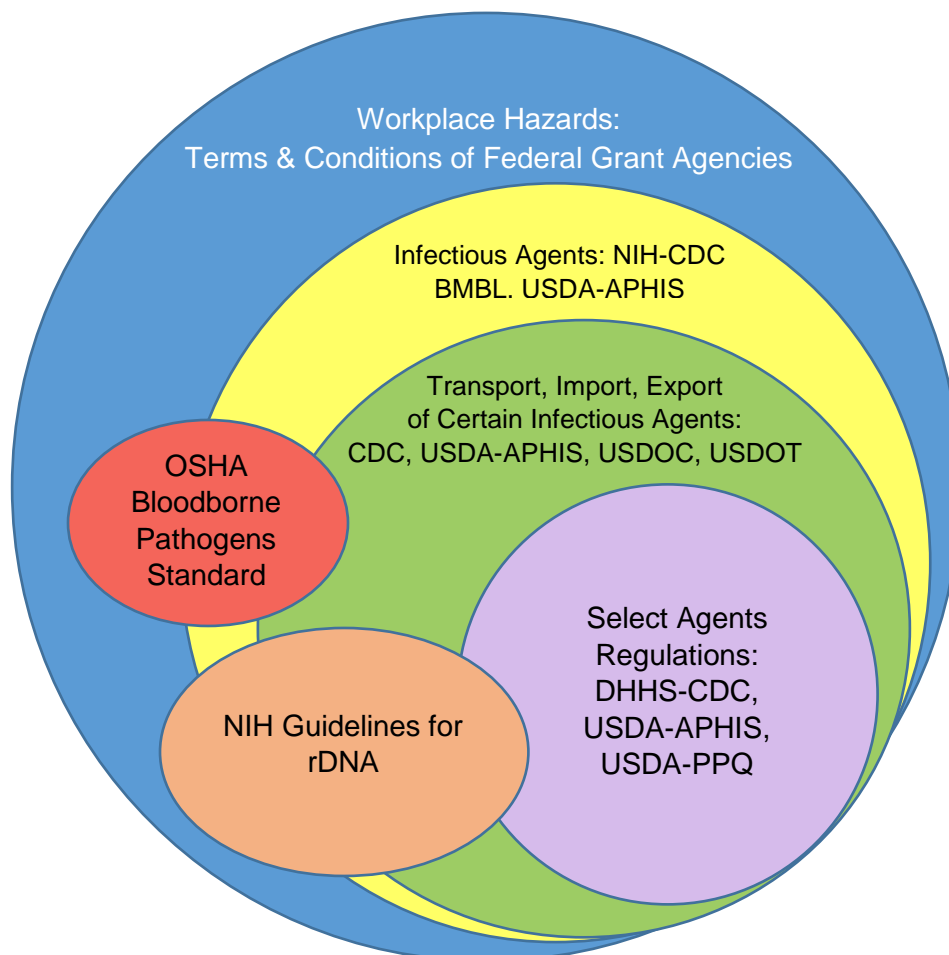 Workplace Hazards:
Terms & Conditions of Federal Grant Agencies
Infectious Agents: NIH-CDC
BMBL. USDA-APHIS
Transport, Import, Export
of Certain Infectious Agents:
CDC, USDA-APHIS, USDOC, USDOT
OSHA
Bloodborne
Pathogens
Standard
Select Agents
Regulations:
DHHS-CDC,
USDA-APHIS,
USDA-PPQ
NIH Guidelines for
rDNA